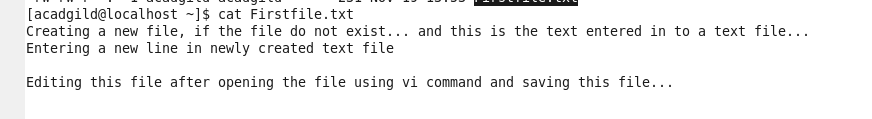 [acadgild@localhost ~]$ cat Firstfile.txt
Creating a new file, if the file do not exist... and this is the text entered in to a text file...
Entering a new line in newly created text file
Editing this file after opening the file using vi command and saving this file...